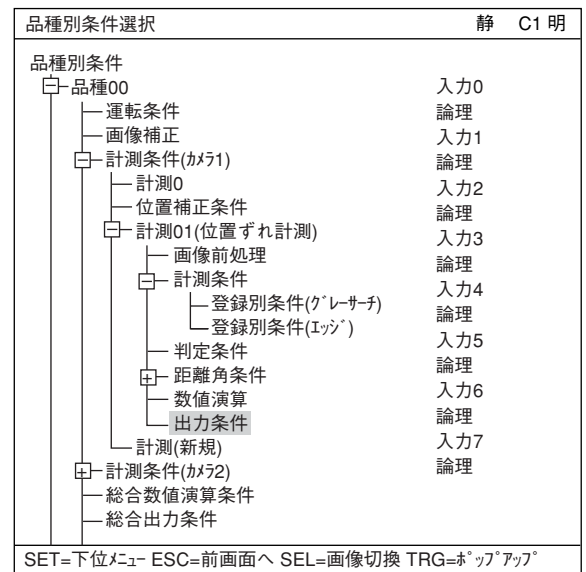 品種別条件選択 静 C1 明
品種別条件
品種00 入力0
運転条件 論理
画像補正 入力1
計測条件(ｶﾒﾗ1) 論理
計測0 入力2
位置補正条件 論理
計測01(位置ずれ計測) 入力3
画像前処理 論理
計測条件 入力4
登録別条件(ｸﾞﾚｰｻｰﾁ) 論理
登録別条件(ｴｯｼﾞ) 入力5
判定条件 論理
距離角条件 入力6
数値演算 論理
出力条件 入力7
計測(新規) 論理
計測条件(ｶﾒﾗ2)
総合数値演算条件
総合出力条件
SET=下位ﾒﾆｭｰ ESC=前画面へ SEL=画像切換 TRG=ﾎﾟｯﾌﾟｱｯﾌﾟ